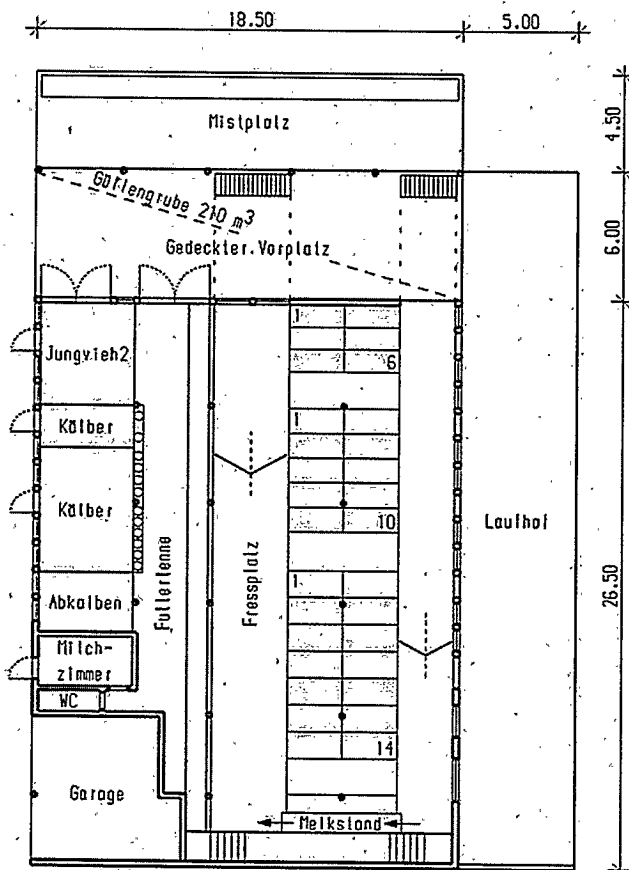 18.50
5.00
4.50
Mistplatz
Güllengrube 210 m³
6.00
Gedeckter Vorplatz
1
Jungvieh2
6
Kälber
1
Kälber
10
Laufhof
26.50
Futtertenne
Fressplatz
Abkalben
1
Milch-
zimmer
WC
14
Garage
Melkstand